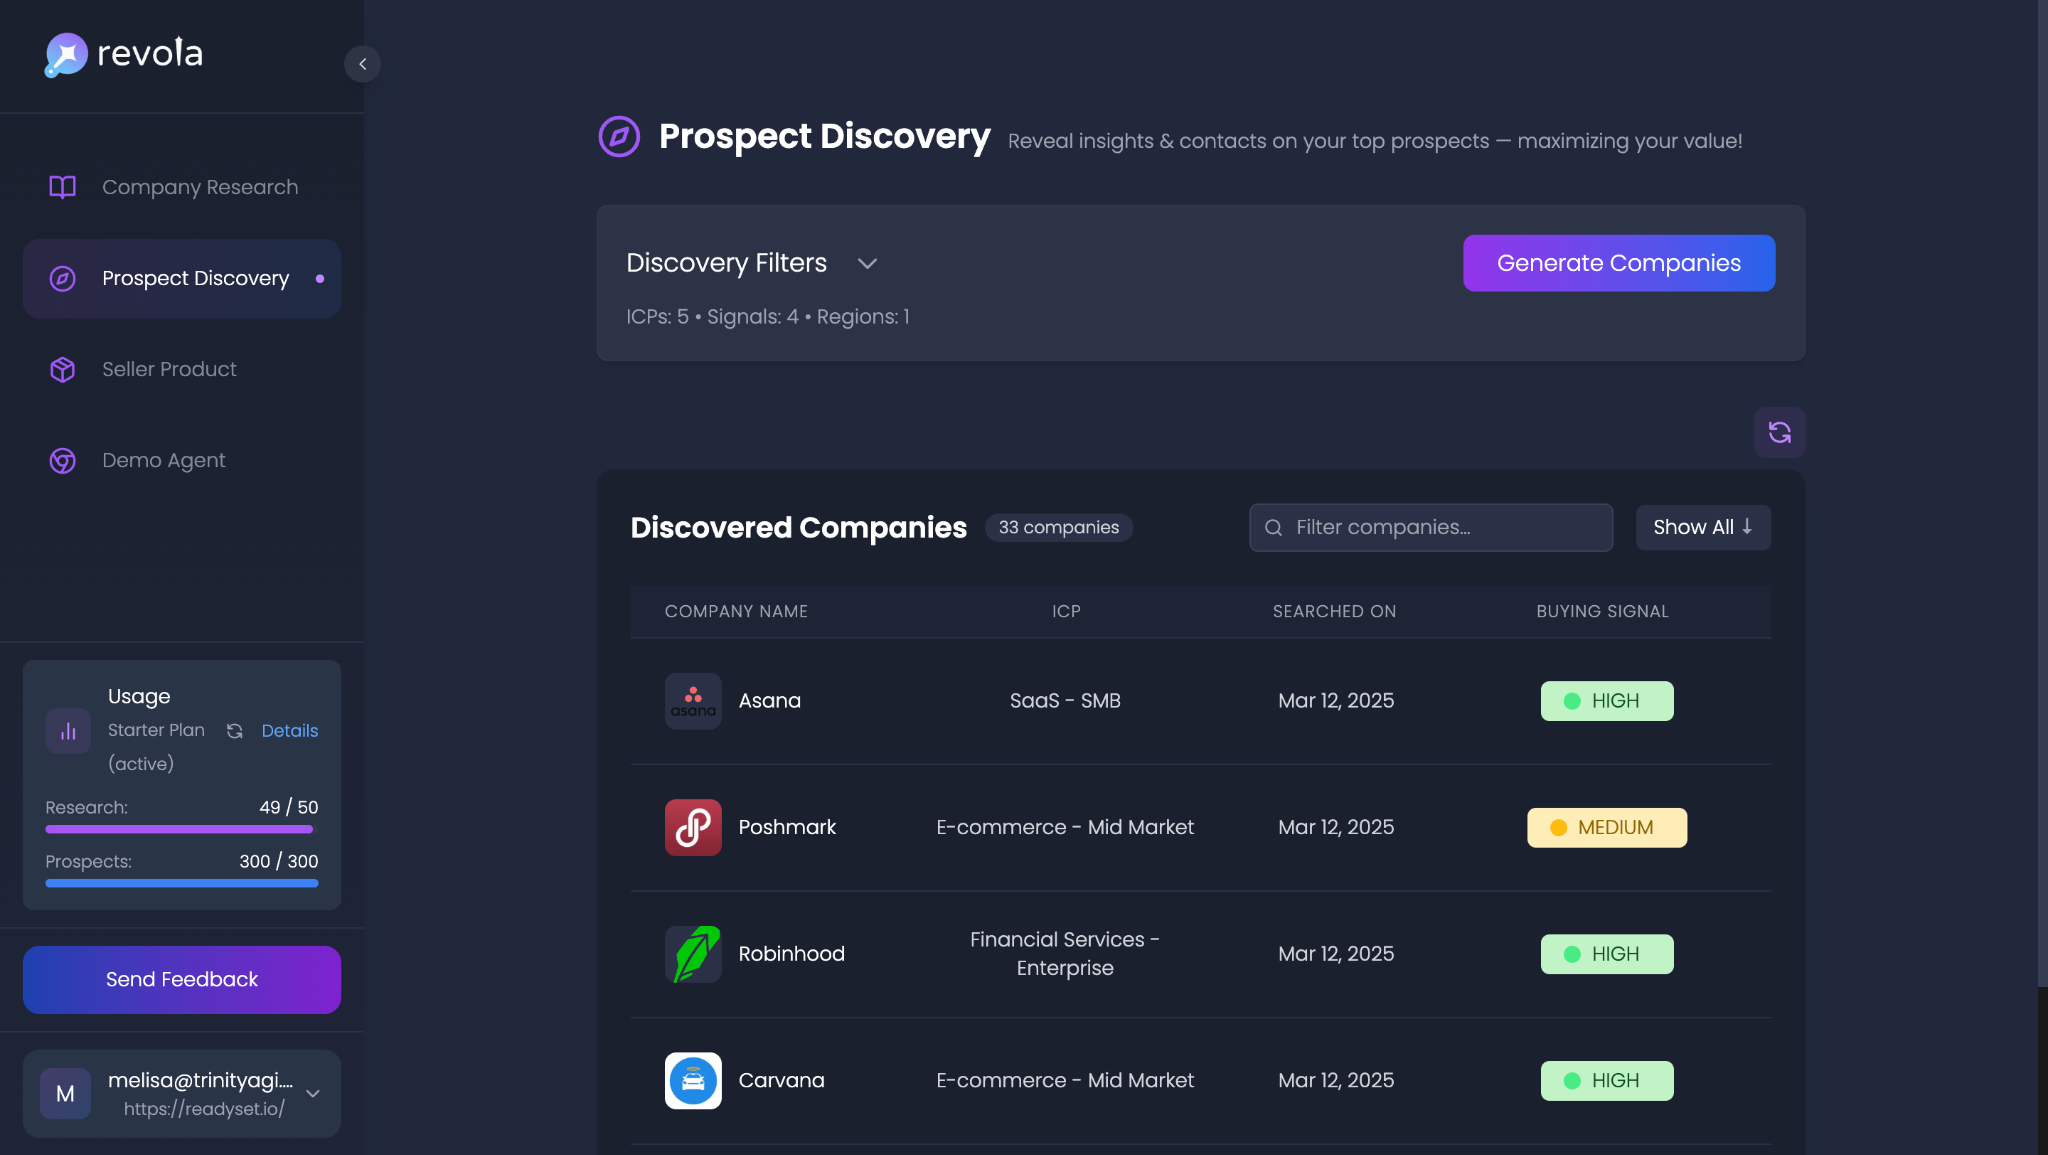 revola
Company Research
Prospect Discovery
Seller Product
Demo Agent
Usage
Starter Plan
(active)
Details
Research: 49 / 50
Prospects: 300 / 300
Send Feedback
M
melisa@trinityagi....
https://readyset.io/
Prospect Discovery Reveal insights & contacts on your top prospects — maximizing your value!
Discovery Filters
Generate Companies
ICPs: 5 • Signals: 4 • Regions: 1
Discovered Companies 33 companies
Filter companies...
Show All ↓
COMPANY NAME ICP SEARCHED ON BUYING SIGNAL
asana Asana SaaS - SMB Mar 12, 2025 HIGH
Poshmark E-commerce - Mid Market Mar 12, 2025 MEDIUM
Robinhood Financial Services - Enterprise Mar 12, 2025 HIGH
Carvana E-commerce - Mid Market Mar 12, 2025 HIGH